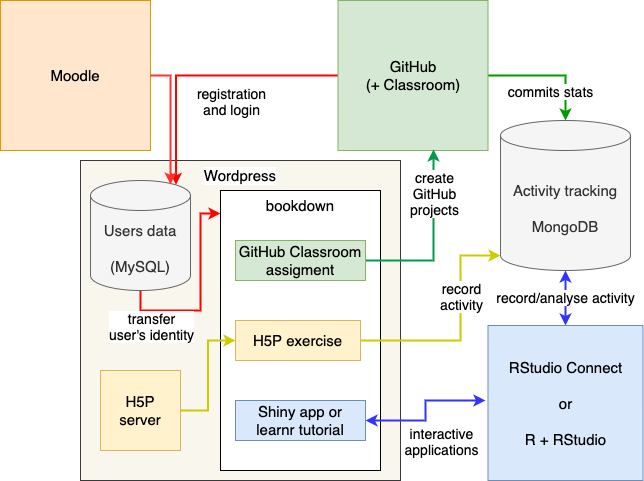 Moodle
GitHub
(+ Classroom)
registration
and login
commits stats
Wordpress
create
GitHub
projects
Activity tracking
MongoDB
Users data
(MySQL)
bookdown
GitHub Classroom
assigment
transfer
user's identity
record
activity
record/analyse activity
H5P exercise
H5P
server
Shiny app or
learnr tutorial
interactive
applications
RStudio Connect
or
R + RStudio